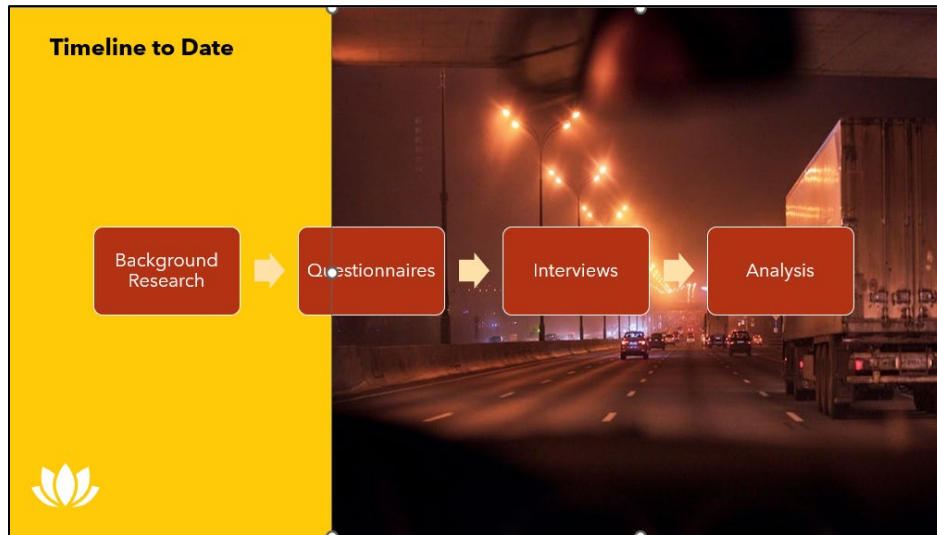 Timeline to Date
Background
Research
Questionnaires
Interviews
Analysis